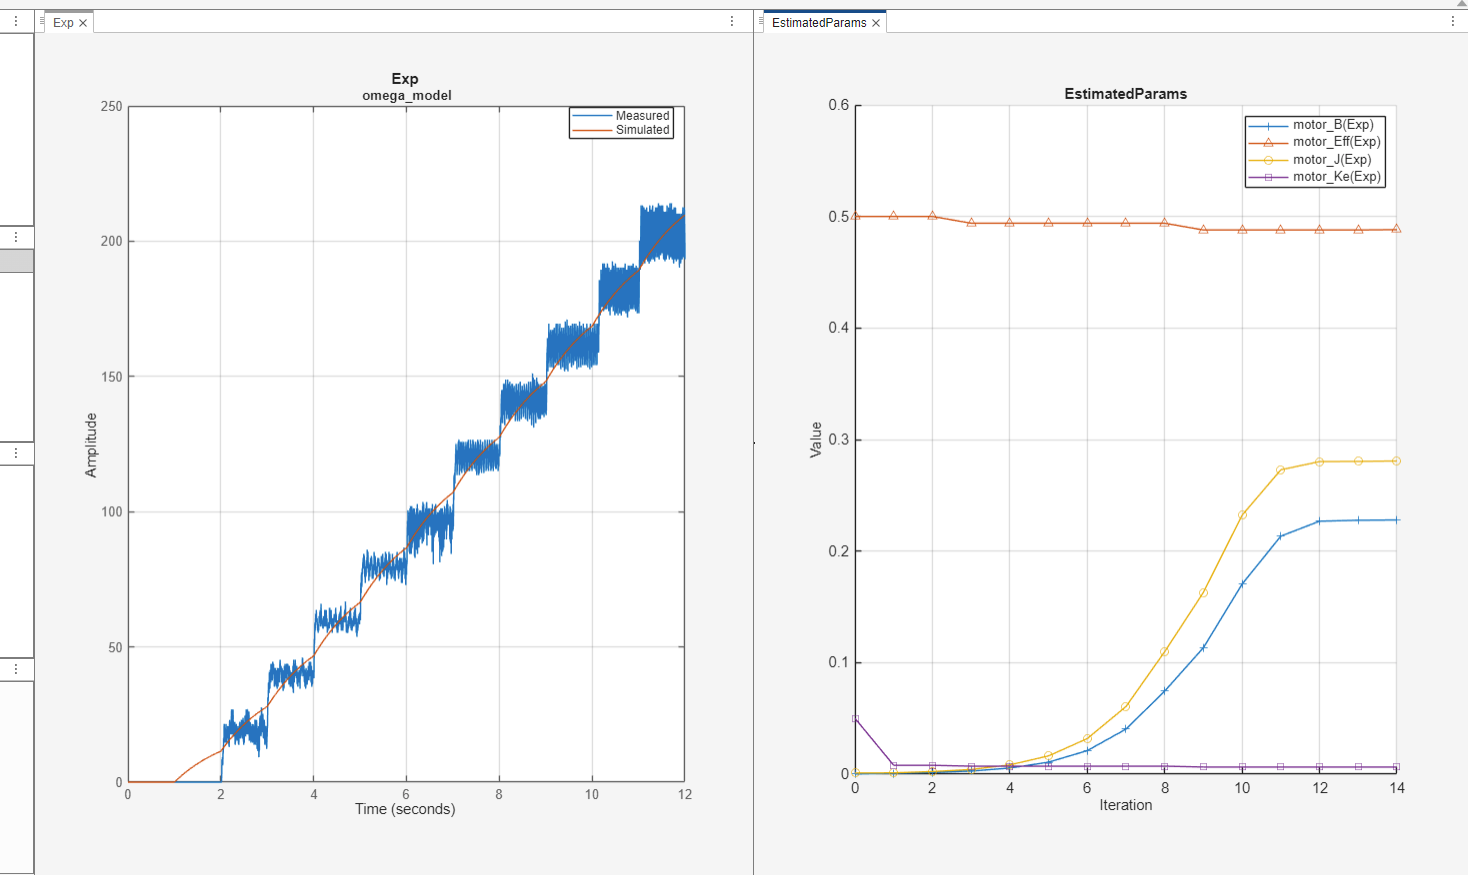 Exp
EstimatedParams
Exp
omega_model
Measured
Simulated
250
200
150
100
50
0
Amplitude
0
2
4
6
8
10
12
Time (seconds)
EstimatedParams
motor_B(Exp)
motor_Eff(Exp)
motor_J(Exp)
motor_Ke(Exp)
0.6
0.5
0.4
0.3
0.2
0.1
0
Value
0
2
4
6
8
10
12
14
Iteration